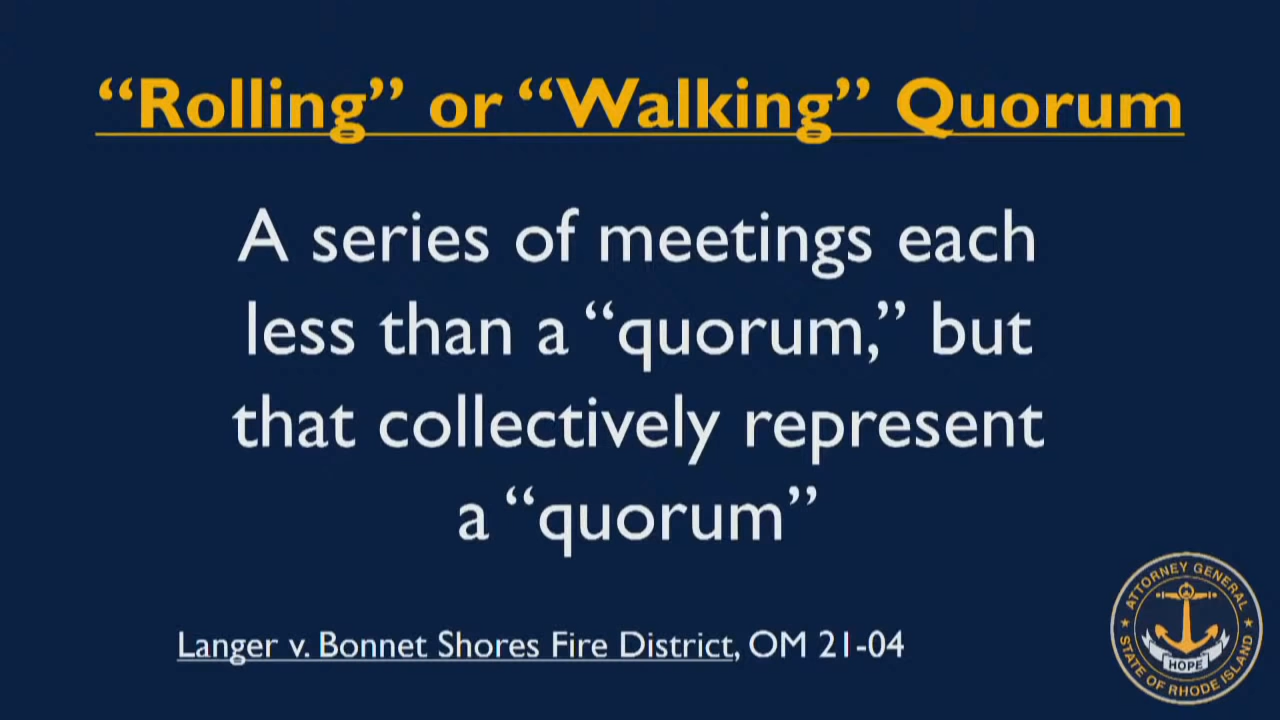 “Rolling” or “Walking” Quorum
A series of meetings each
less than a “quorum,” but
that collectively represent
a “quorum”
Langer v. Bonnet Shores Fire District, OM 21-04
ATTORNEY GENERAL
HOPE
STATE OF RHODE ISLAND